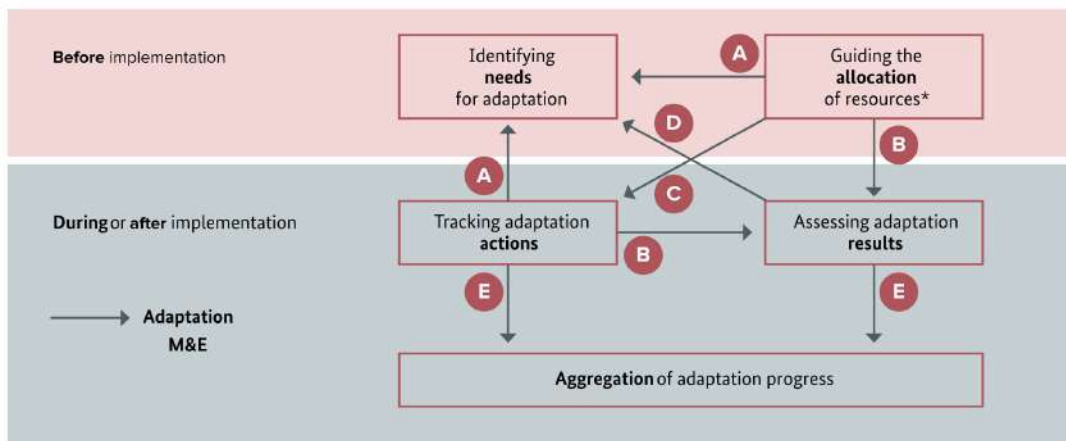 Before implementation
Identifying
needs
for adaptation
A
Guiding the
allocation
of resources*
D
B
A
C
During or after implementation
Tracking adaptation
actions
B
Assessing adaptation
results
E
E
Adaptation
M&E
Aggregation of adaptation progress